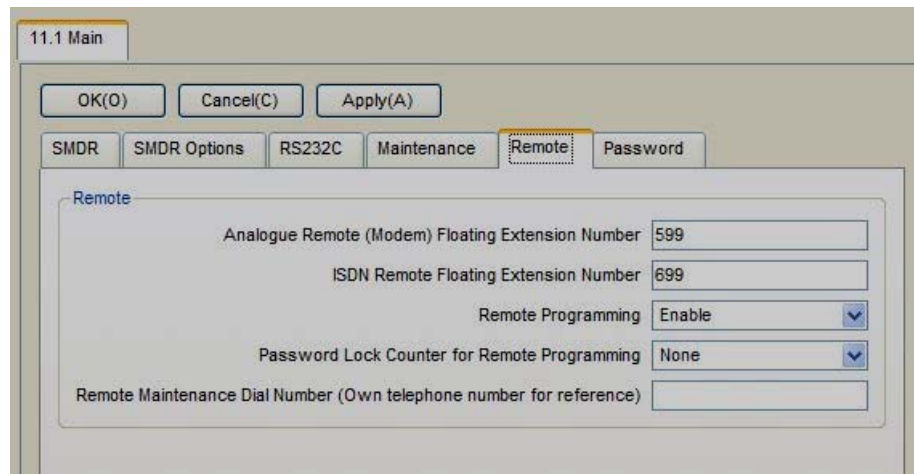 11.1 Main
OK(O) Cancel(C) Apply(A)
SMDR SMDR Options RS232C Maintenance Remote Password
Remote
Analogue Remote (Modem) Floating Extension Number 599
ISDN Remote Floating Extension Number 699
Remote Programming Enable
Password Lock Counter for Remote Programming None
Remote Maintenance Dial Number (Own telephone number for reference)